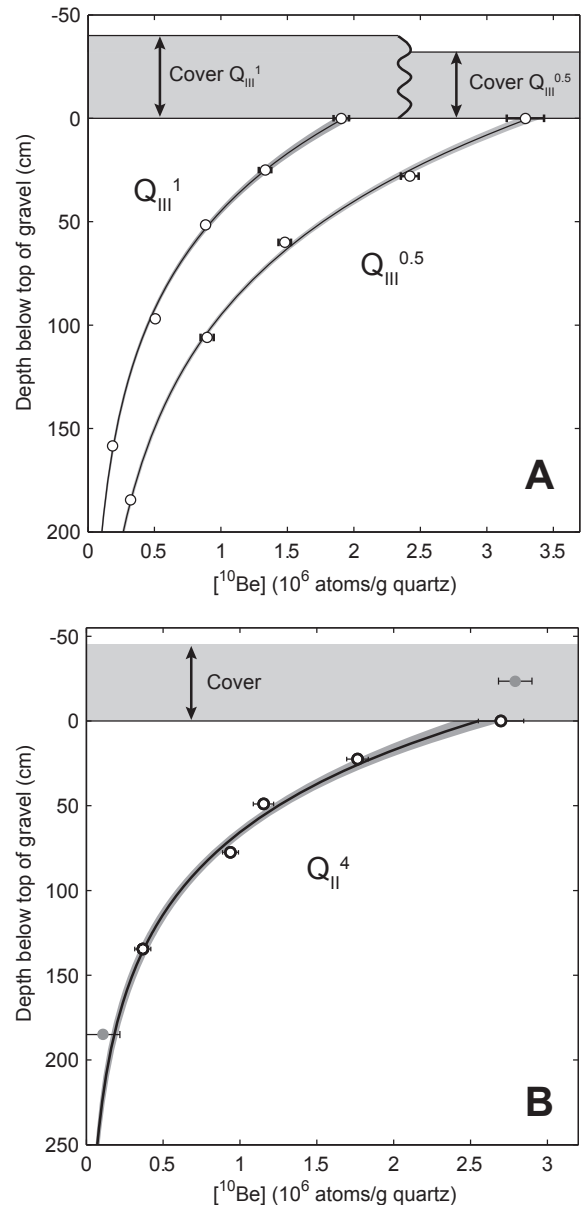 -50
Cover Q_III^1
Cover Q_III^0.5
0
Q_III^1
50
Q_III^0.5
100
150
A
200
0 0.5 1 1.5 2 2.5 3 3.5
Depth below top of gravel (cm)
[^10Be] (10^6 atoms/g quartz)
-50
Cover
0
50
Q_II^4
100
150
200
B
250
0 0.5 1 1.5 2 2.5 3
Depth below top of gravel (cm)
[^10Be] (10^6 atoms/g quartz)